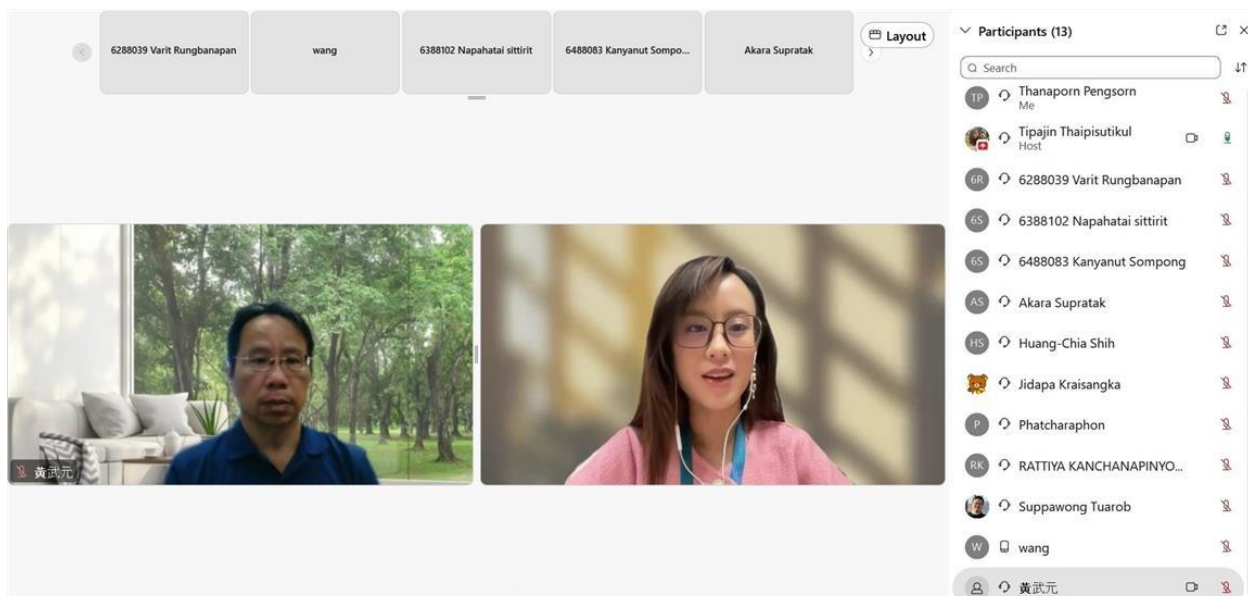 6288039 Varit Rungbanapan
wang
6388102 Napahatai sittirit
6488083 Kanyanut Sompo...
Akara Supratak
Layout
黃武元
Participants (13)
Search
TP
Thanaporn Pengsorn
Me
Tipajin Thaipisutikul
Host
6R
6288039 Varit Rungbanapan
6S
6388102 Napahatai sittirit
6S
6488083 Kanyanut Sompong
AS
Akara Supratak
HS
Huang-Chia Shih
Jidapa Kraisangka
P
Phatcharaphon
RK
RATTIYA KANCHANAPINYO...
Suppawong Tuarob
W
wang
黃武元